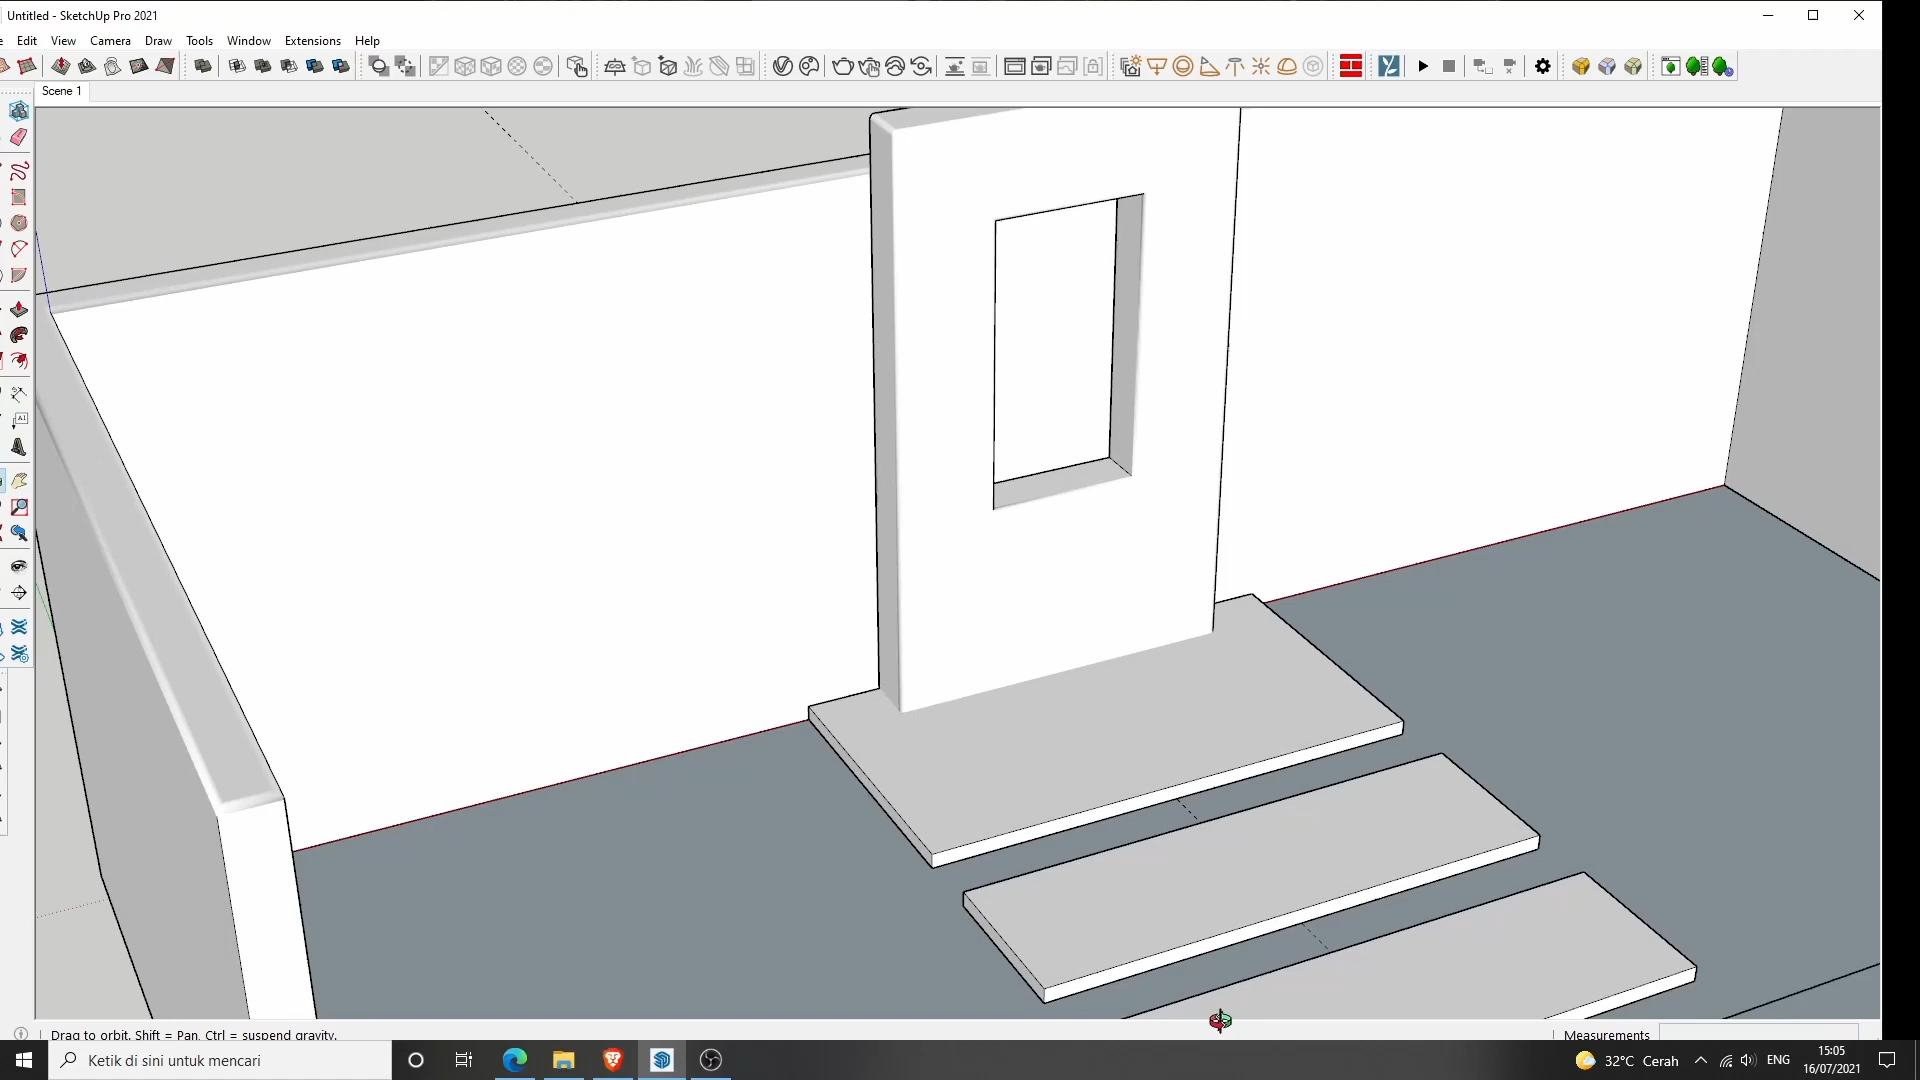 Untitled - SketchUp Pro 2021
Edit View Camera Draw Tools Window Extensions Help
Scene 1
A1
Drag to orbit. Shift = Pan, Ctrl = suspend gravity.
Measurements
Ketik di sini untuk mencari
32°C Cerah
ENG
15:05
16/07/2021